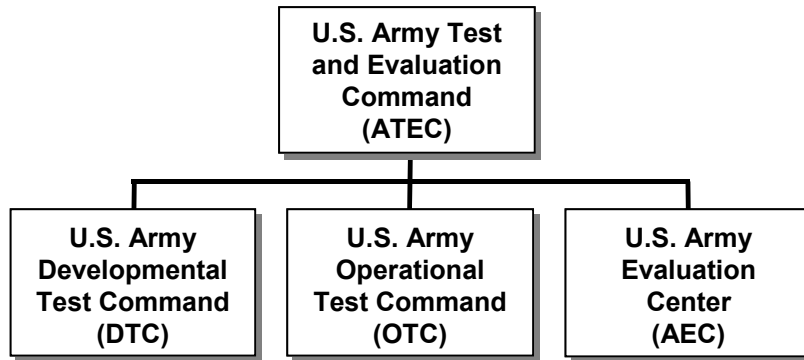 U.S. Army Test
and Evaluation
Command
(ATEC)
U.S. Army
Developmental
Test Command
(DTC)
U.S. Army
Operational
Test Command
(OTC)
U.S. Army
Evaluation
Center
(AEC)